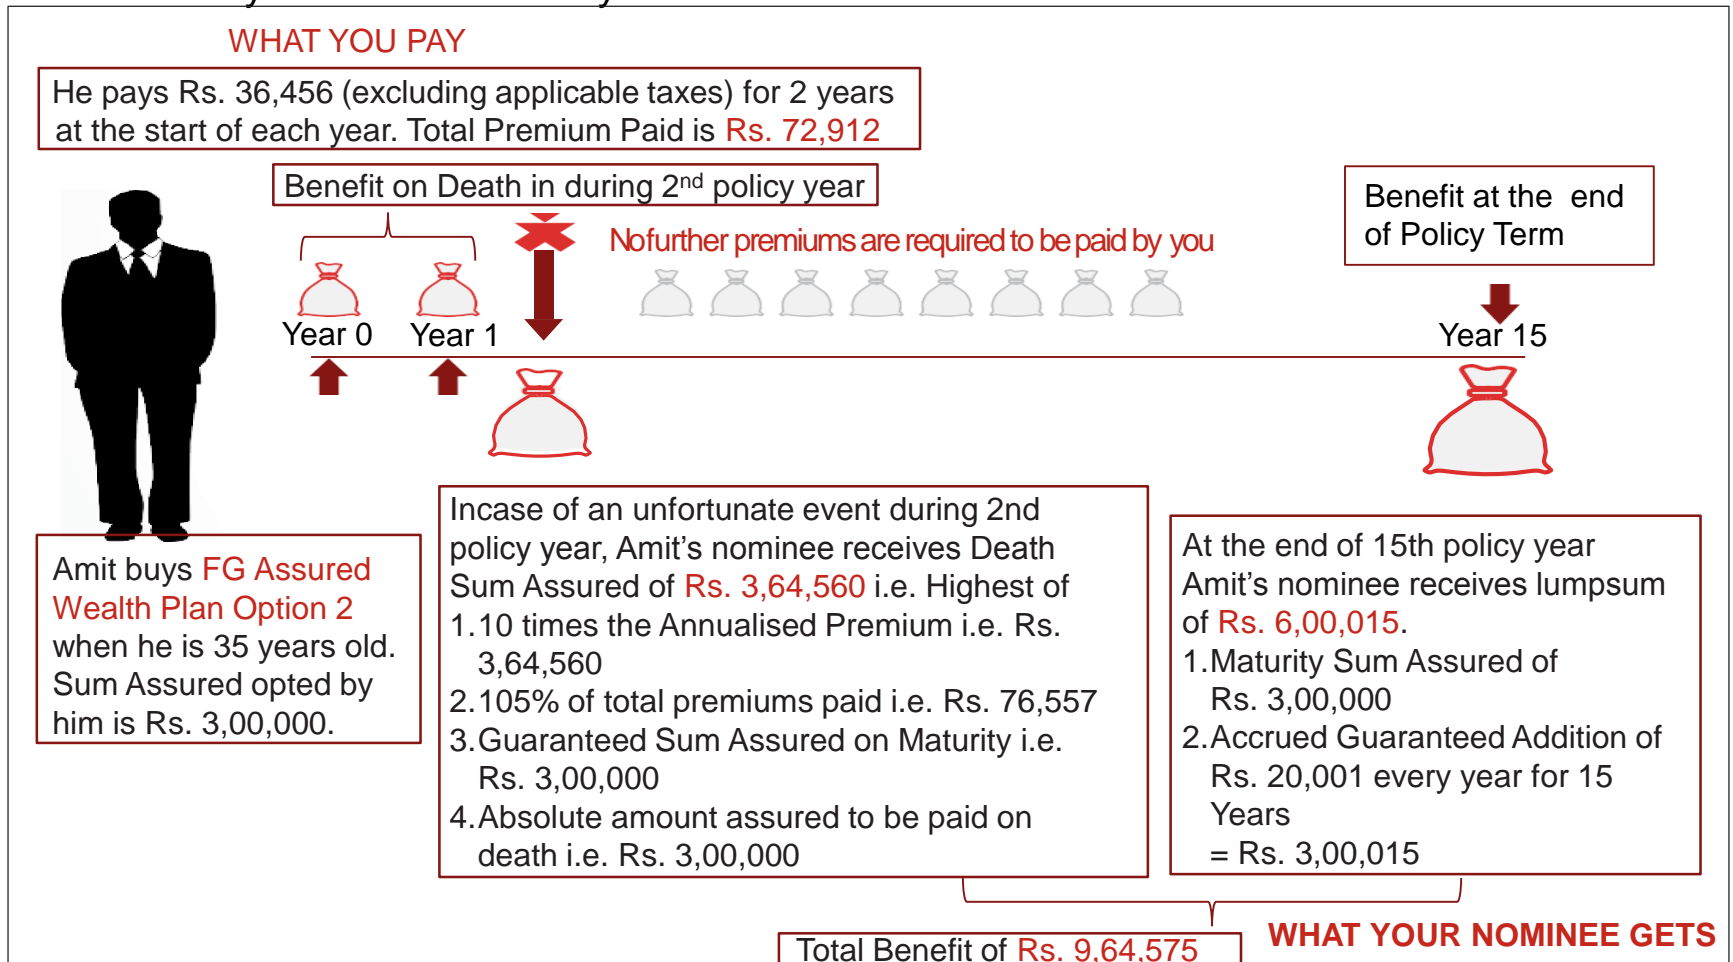 WHAT YOU PAY
He pays Rs. 36,456 (excluding applicable taxes) for 2 years
at the start of each year. Total Premium Paid is Rs. 72,912
Benefit on Death in during 2nd policy year
Benefit at the end
of Policy Term
Nofurther premiums are required to be paid by you
Year 0
Year 1
Year 15
Amit buys FG Assured
Wealth Plan Option 2
when he is 35 years old.
Sum Assured opted by
him is Rs. 3,00,000.
Incase of an unfortunate event during 2nd
policy year, Amit's nominee receives Death
Sum Assured of Rs. 3,64,560 i.e. Highest of
1.10 times the Annualised Premium i.e. Rs.
3,64,560
2.105% of total premiums paid i.e. Rs. 76,557
3.Guaranteed Sum Assured on Maturity i.e.
Rs. 3,00,000
4.Absolute amount assured to be paid on
death i.e. Rs. 3,00,000
At the end of 15th policy year
Amit's nominee receives lumpsum
of Rs. 6,00,015.
1.Maturity Sum Assured of
Rs. 3,00,000
2.Accrued Guaranteed Addition of
Rs. 20,001 every year for 15
Years
= Rs. 3,00,015
Total Benefit of Rs. 9,64,575
WHAT YOUR NOMINEE GETS